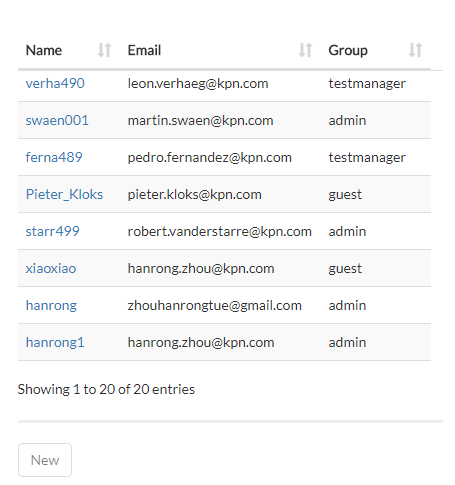 Name Email Group
verha490 leon.verhaeg@kpn.com testmanager
swaen001 martin.swaen@kpn.com admin
ferna489 pedro.fernandez@kpn.com testmanager
Pieter_Kloks pieter.kloks@kpn.com guest
starr499 robert.vanderstarre@kpn.com admin
xiaoxiao hanrong.zhou@kpn.com guest
hanrong zhouhanrongtue@gmail.com admin
hanrong1 hanrong.zhou@kpn.com admin
Showing 1 to 20 of 20 entries
New